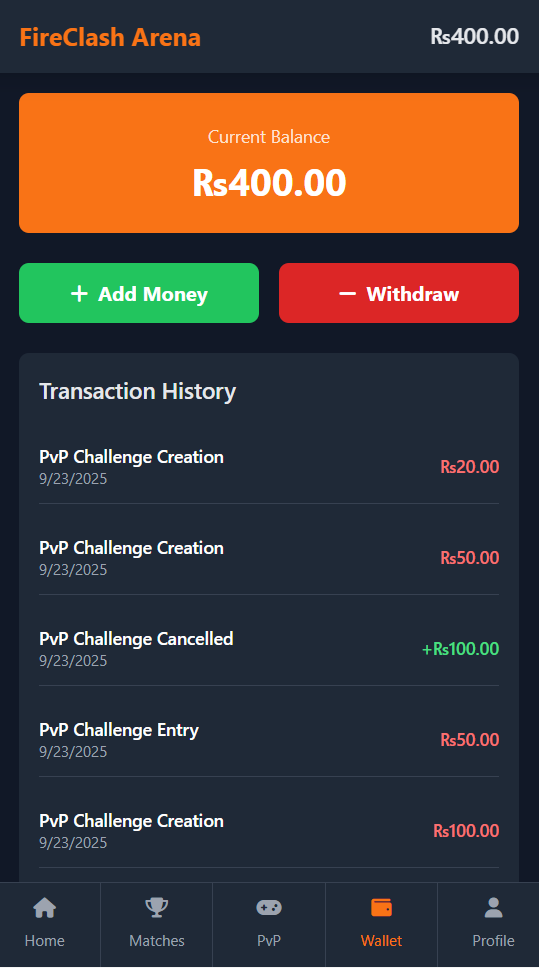 FireClash Arena
₨400.00
Current Balance
₨400.00
Add Money
Withdraw
Transaction History
PvP Challenge Creation
₨20.00
9/23/2025
PvP Challenge Creation
₨50.00
9/23/2025
PvP Challenge Cancelled
+₨100.00
9/23/2025
PvP Challenge Entry
₨50.00
9/23/2025
PvP Challenge Creation
₨100.00
9/23/2025
Home
Matches
PvP
Wallet
Profile